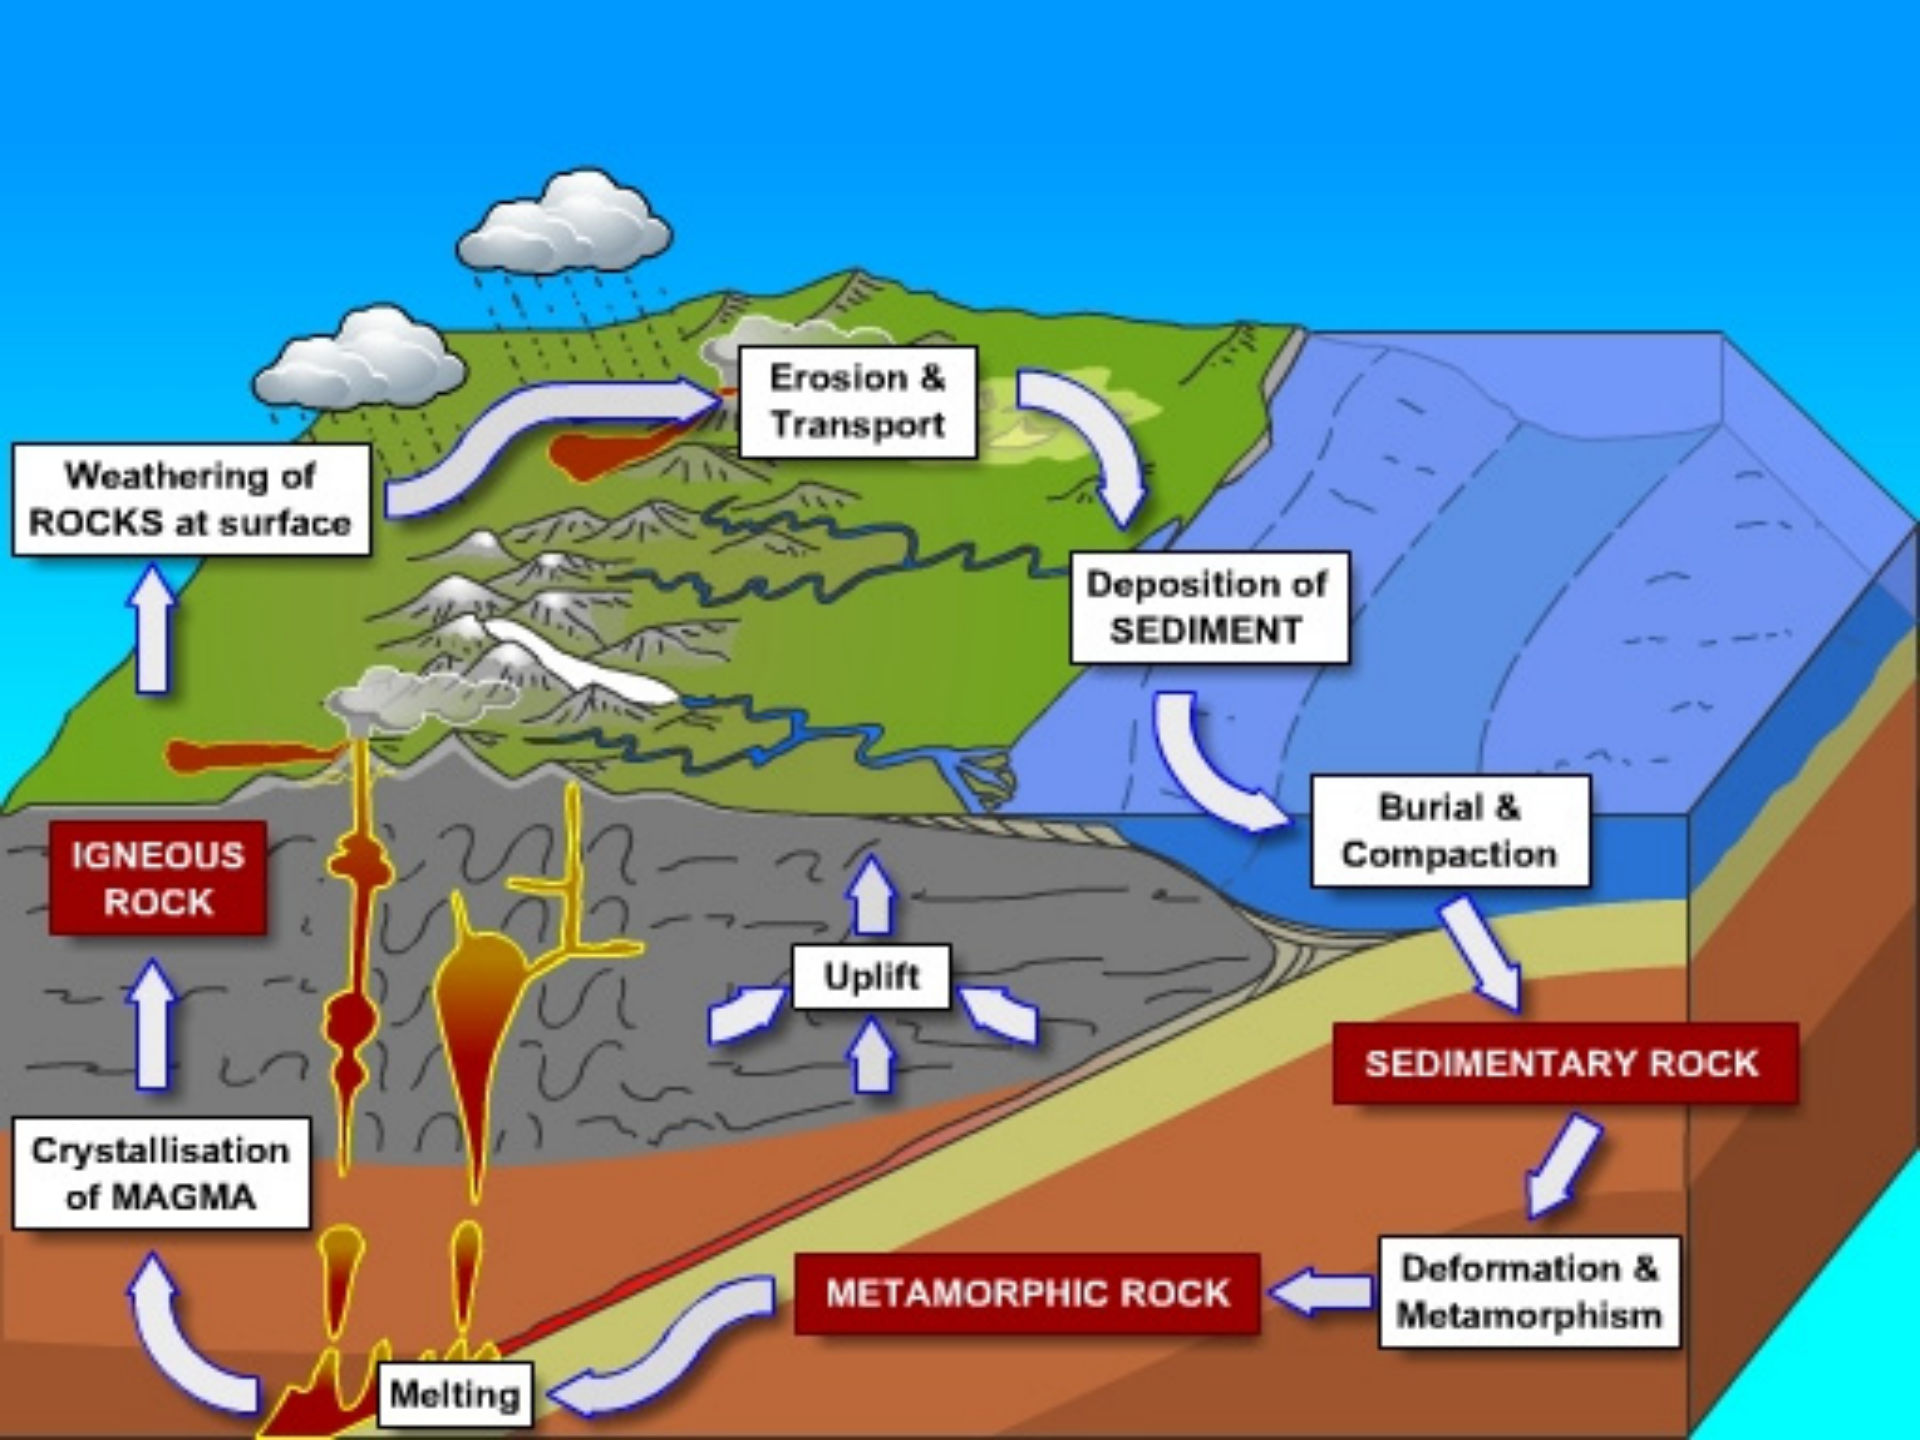 Erosion &
Transport
Weathering of
ROCKS at surface
Deposition of
SEDIMENT
Burial &
Compaction
IGNEOUS
ROCK
Uplift
SEDIMENTARY ROCK
Crystallisation
of MAGMA
Deformation &
Metamorphism
METAMORPHIC ROCK
Melting